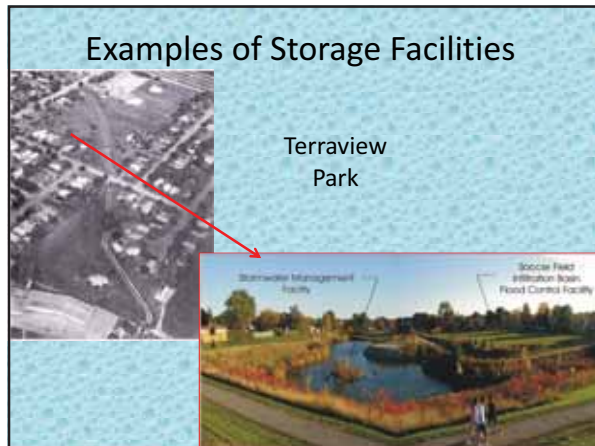 Examples of Storage Facilities
Terraview
Park
Stormwater Management
Facility
Soccer Field
Infiltration Basin
Flood Control Facility